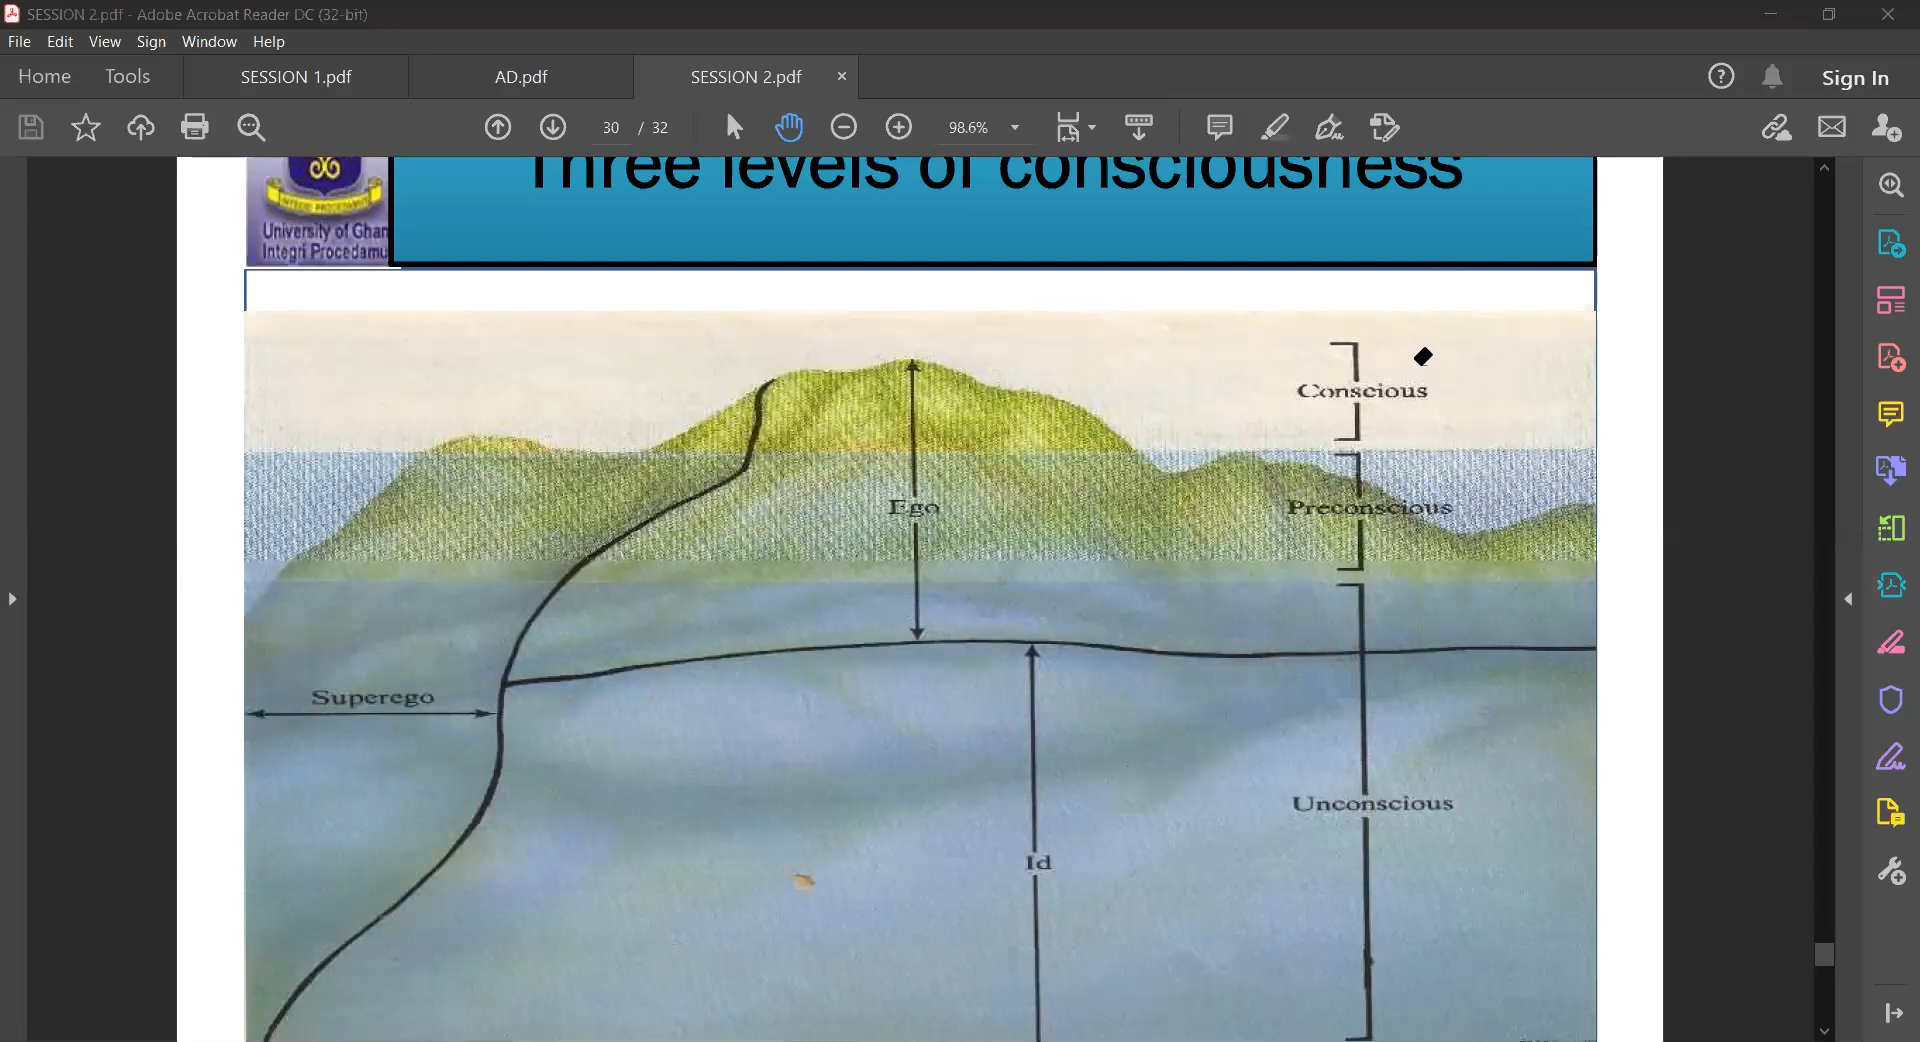 SESSION 2.pdf - Adobe Acrobat Reader DC (32-bit)
File Edit View Sign Window Help
Home Tools SESSION 1.pdf AD.pdf SESSION 2.pdf × Sign In
30 / 32 98.6%
Three levels of consciousness
INTEGRI PROCEDAMUS
University of Ghan
Integri Procedamu
Conscious
Ego
Preconscious
Superego
Unconscious
Id